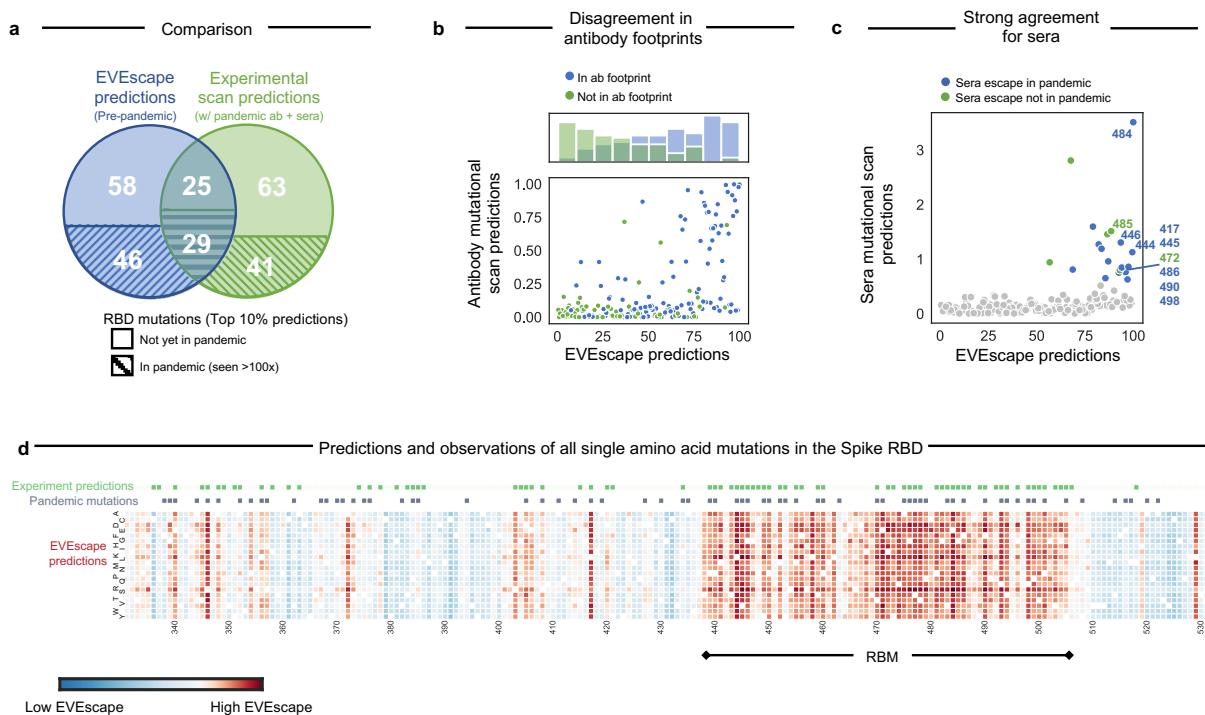 a
Comparison
EVEscape
predictions
(Pre-pandemic)
Experimental
scan predictions
(w/ pandemic ab + sera)
58
25
63
46
29
41
RBD mutations (Top 10% predictions)
Not yet in pandemic
In pandemic (seen >100x)
b
Disagreement in
antibody footprints
In ab footprint
Not in ab footprint
Antibody mutational
scan predictions
1.00
0.75
0.50
0.25
0.00
0
25
50
75
100
EVEscape predictions
c
Strong agreement
for sera
Sera escape in pandemic
Sera escape not in pandemic
Sera mutational scan
predictions
3
2
1
0
484
485
446
444
417
445
472
486
490
498
0
25
50
75
100
EVEscape predictions
d
Predictions and observations of all single amino acid mutations in the Spike RBD
Experiment predictions
Pandemic mutations
EVEscape
predictions
A
C
D
E
F
G
H
I
K
L
M
N
P
Q
R
S
T
V
W
Y
340
350
360
370
380
390
400
410
420
430
440
450
460
470
480
490
500
510
520
530
RBM
Low EVEscape
High EVEscape